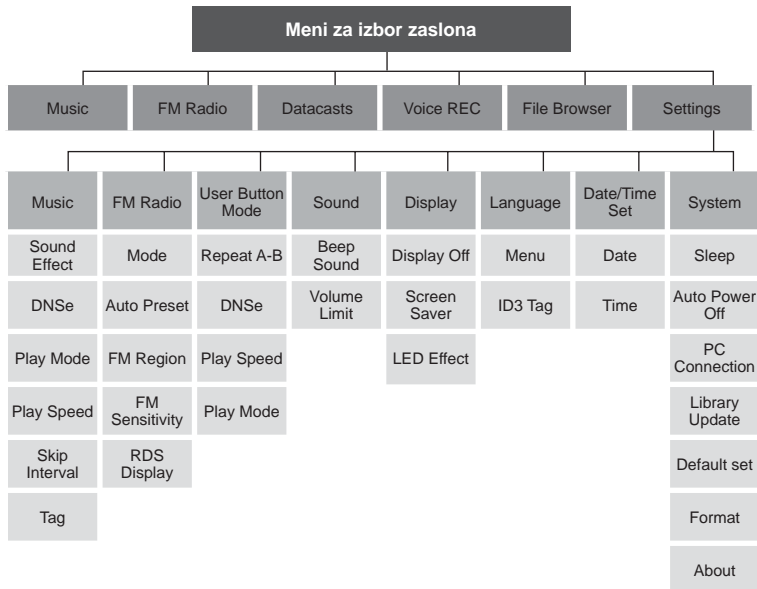 Meni za izbor zaslona
Music
FM Radio
Datacasts
Voice REC
File Browser
Settings
Music
FM Radio
User Button
Mode
Sound
Display
Language
Date/Time
Set
System
Sound
Effect
Mode
Repeat A-B
Beep
Sound
Display Off
Menu
Date
Sleep
DNSe
Auto Preset
DNSe
Volume
Limit
Screen
Saver
ID3 Tag
Time
Auto Power
Off
Play Mode
FM Region
Play Speed
LED Effect
PC
Connection
Play Speed
FM
Sensitivity
Play Mode
Library
Update
Skip
Interval
RDS
Display
Default set
Tag
Format
About